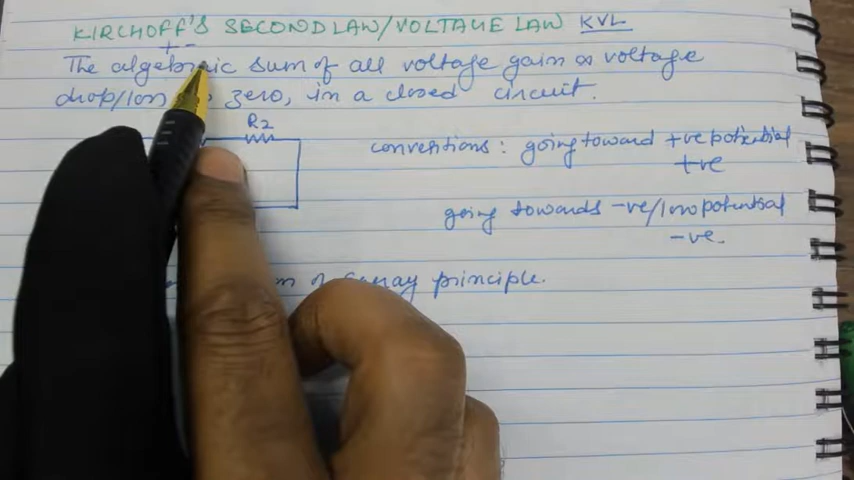 KIRCHOFF'S SECOND LAW/VOLTAGE LAW KVL
+ -
The algebraic sum of all voltage gain or voltage
drop/loss zero, in a closed circuit.
R2
conventions: going toward +ve potential
+ve
going towards -ve/low potential
-ve.
of principle.